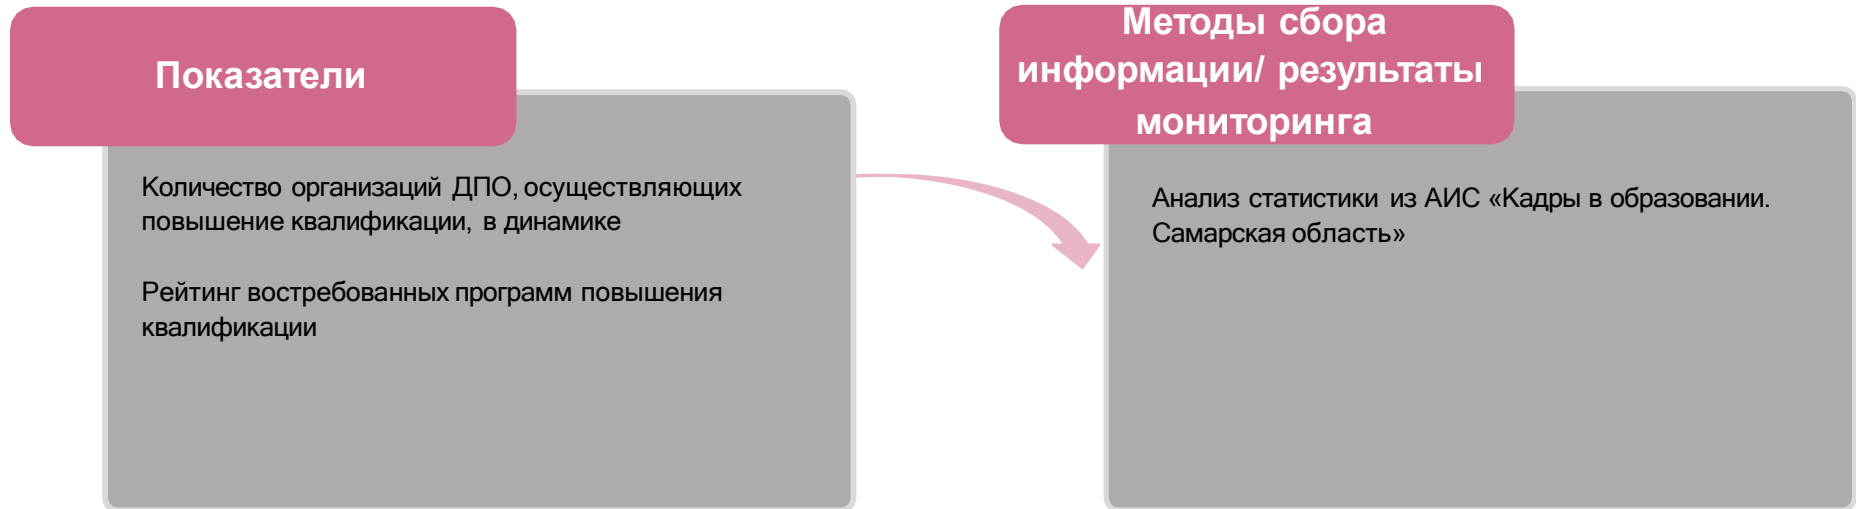 Показатели
Количество организаций ДПО, осуществляющих
повышение квалификации, в динамике
Рейтинг востребованных программ повышения
квалификации
Методы сбора
информации/ результаты
мониторинга
Анализ статистики из АИС «Кадры в образовании.
Самарская область»